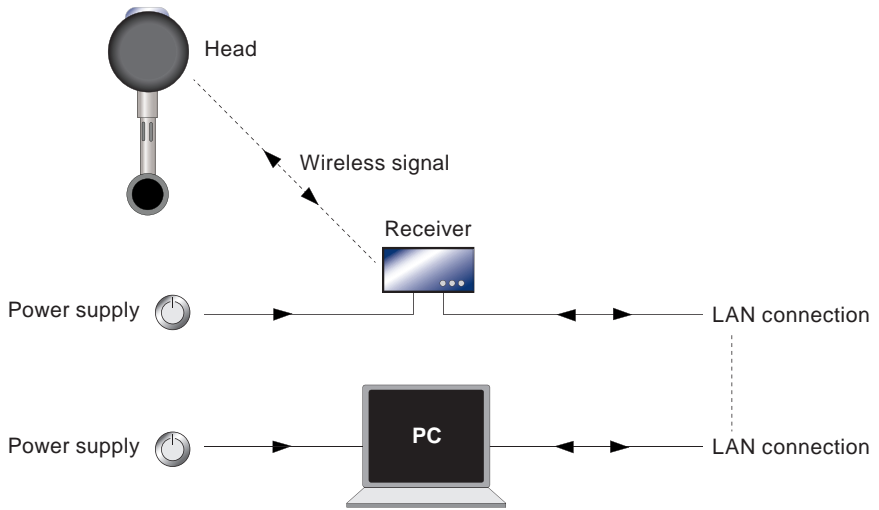 Head
Wireless signal
Receiver
Power supply
LAN connection
Power supply
PC
LAN connection